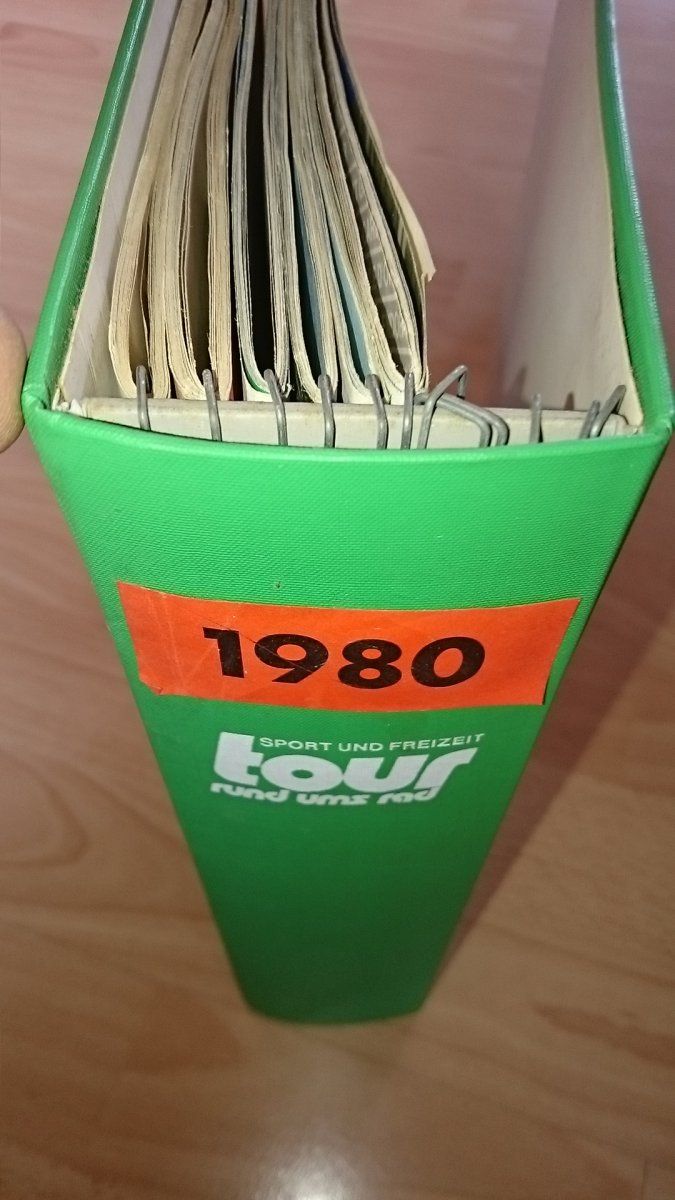 1980
SPORT UND FREIZEIT
tour
rund ums rad